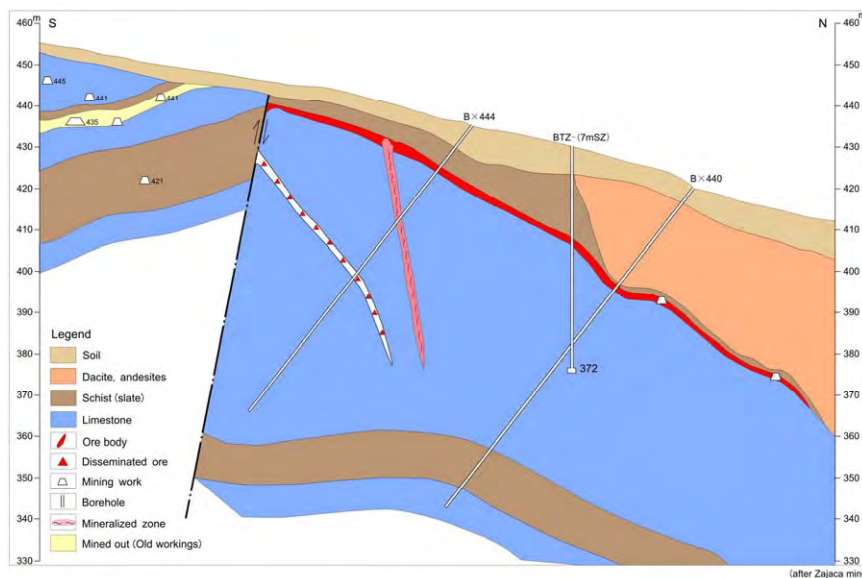 460 m S N 460 m
450 450
440 440
430 430
420 420
410 410
400 400
390 390
380 380
370 370
360 360
350 350
340 340
330 330
445
441
441
435
421
B×444
BTZ-(7mSZ)
B×440
372
Legend
Soil
Dacite, andesites
Schist (slate)
Limestone
Ore body
Disseminated ore
Mining work
Borehole
Mineralized zone
Mined out (Old workings)
(after Zajaca min